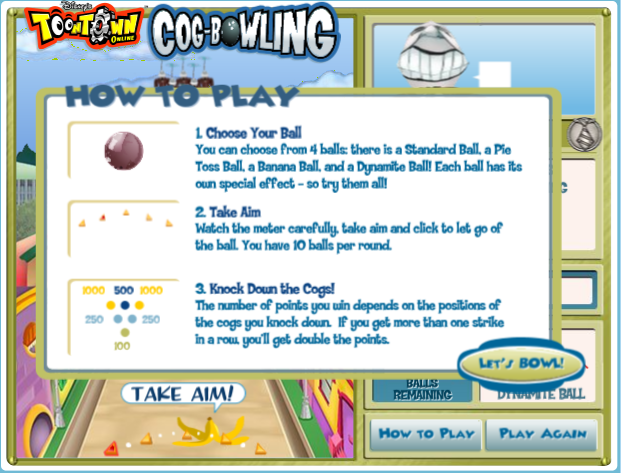 Disney's
TOONTOWN
ONLINE
COG-BOWLING
HOW TO PLAY
1. Choose Your Ball
You can choose from 4 balls: there is a Standard Ball, a Pie
Toss Ball, a Banana Ball, and a Dynamite Ball! Each ball has its
own special effect - so try them all!
2. Take Aim
Watch the meter carefully, take aim and click to let go of
the ball. You have 10 balls per round.
3. Knock Down the Cogs!
The number of points you win depends on the positions of
the cogs you knock down. If you get more than one strike
in a row, you'll get double the points.
1000 500 1000
250 250
100
LET'S BOWL!
TAKE AIM!
BALLS
REMAINING
DYNAMITE BALL
HOW TO PLAY
PLAY AGAIN